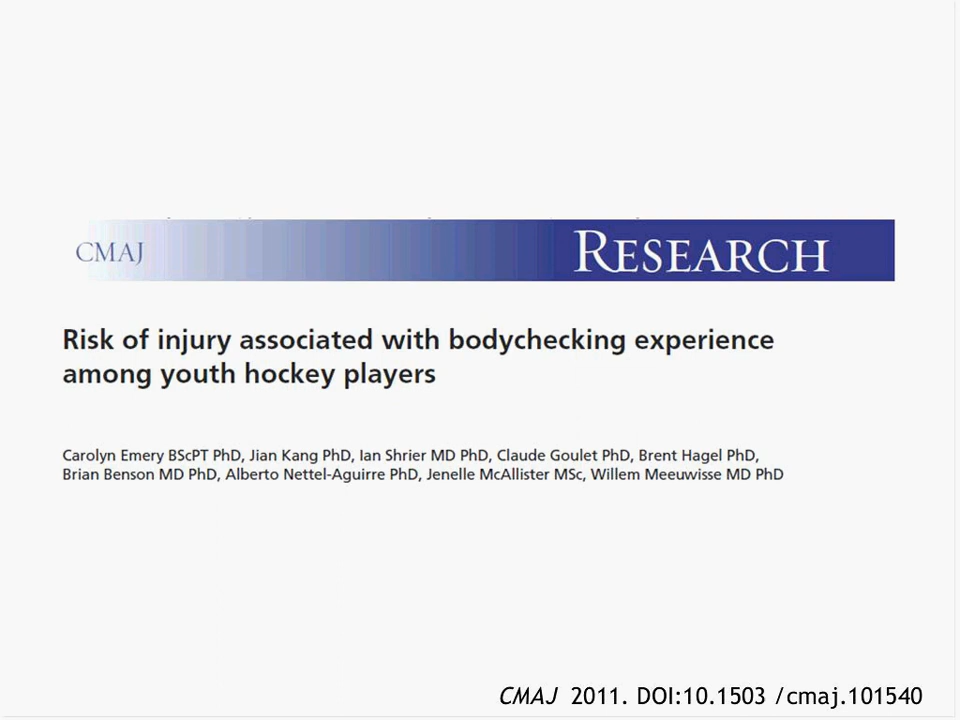 CMAJ RESEARCH
Risk of injury associated with bodychecking experience
among youth hockey players
Carolyn Emery BScPT PhD, Jian Kang PhD, Ian Shrier MD PhD, Claude Goulet PhD, Brent Hagel PhD,
Brian Benson MD PhD, Alberto Nettel-Aguirre PhD, Jenelle McAllister MSc, Willem Meeuwisse MD PhD
CMAJ 2011. DOI:10.1503 /cmaj.101540